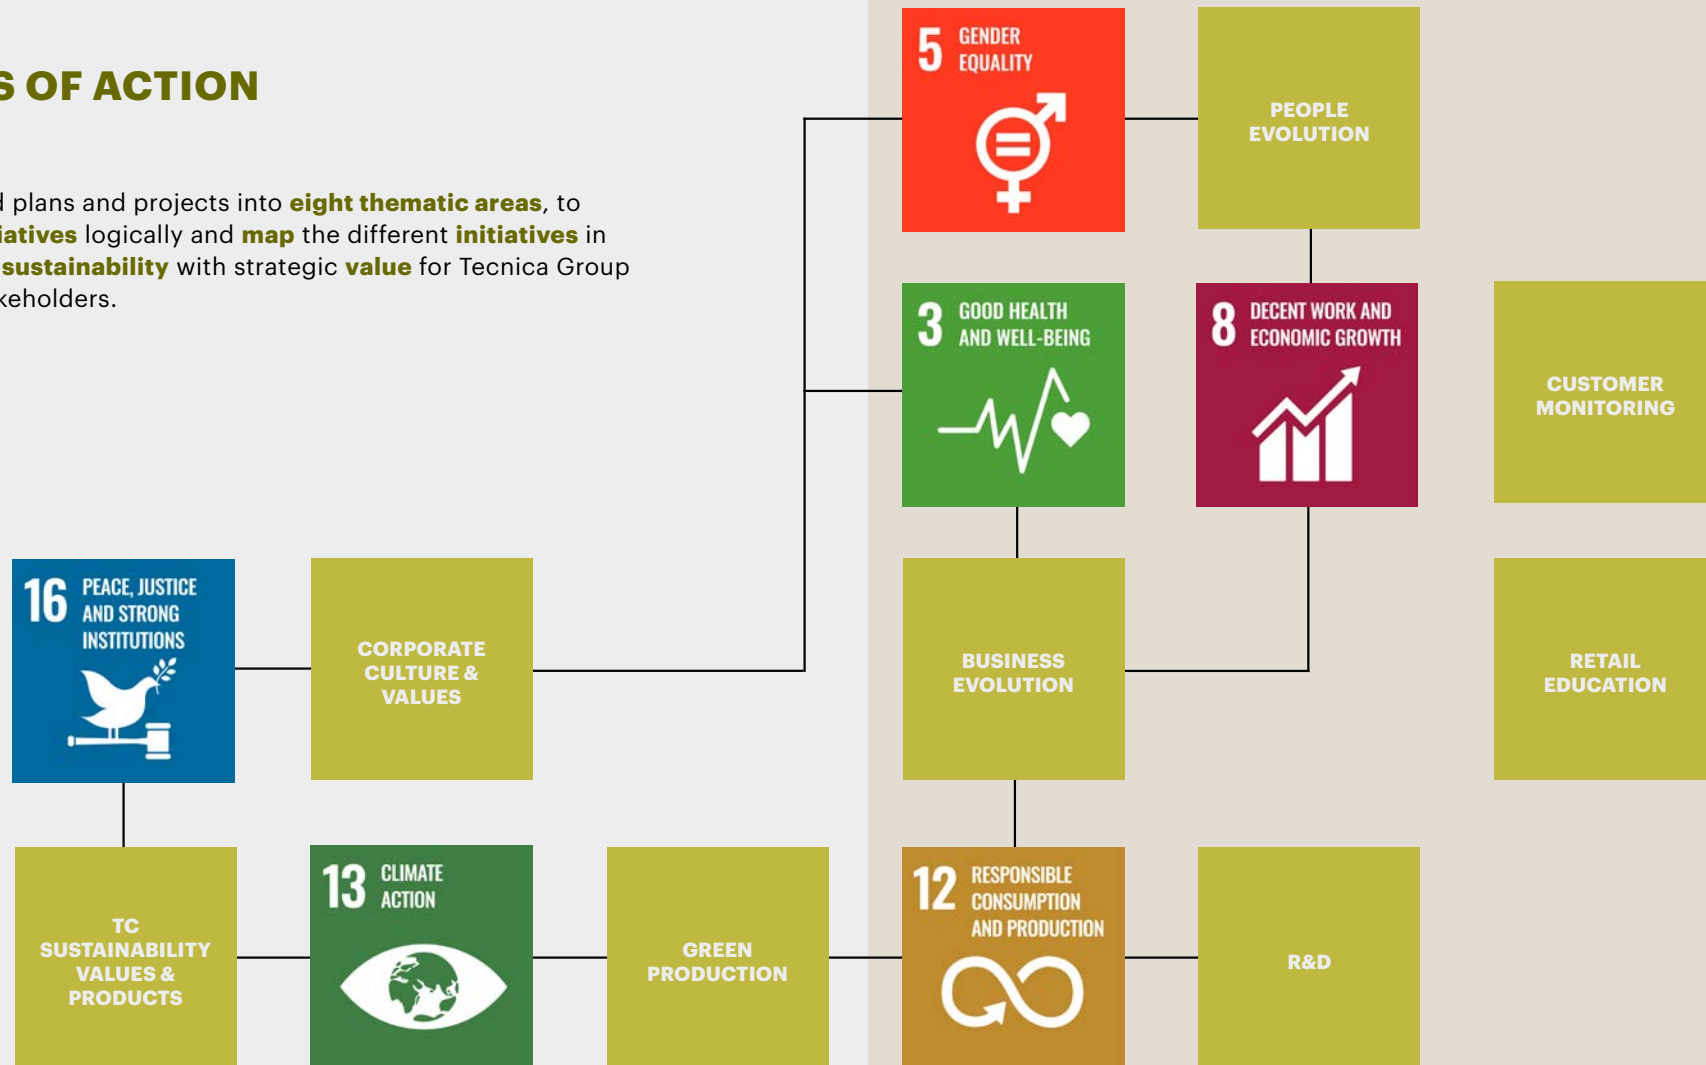 S OF ACTION
d plans and projects into eight thematic areas, to
iatives logically and map the different initiatives in
sustainability with strategic value for Tecnica Group
keholders.
5 GENDER
EQUALITY
PEOPLE
EVOLUTION
3 GOOD HEALTH
AND WELL-BEING
8 DECENT WORK AND
ECONOMIC GROWTH
CUSTOMER
MONITORING
16 PEACE, JUSTICE
AND STRONG
INSTITUTIONS
CORPORATE
CULTURE &
VALUES
BUSINESS
EVOLUTION
RETAIL
EDUCATION
TC
SUSTAINABILITY
VALUES &
PRODUCTS
13 CLIMATE
ACTION
GREEN
PRODUCTION
12 RESPONSIBLE
CONSUMPTION
AND PRODUCTION
R&D